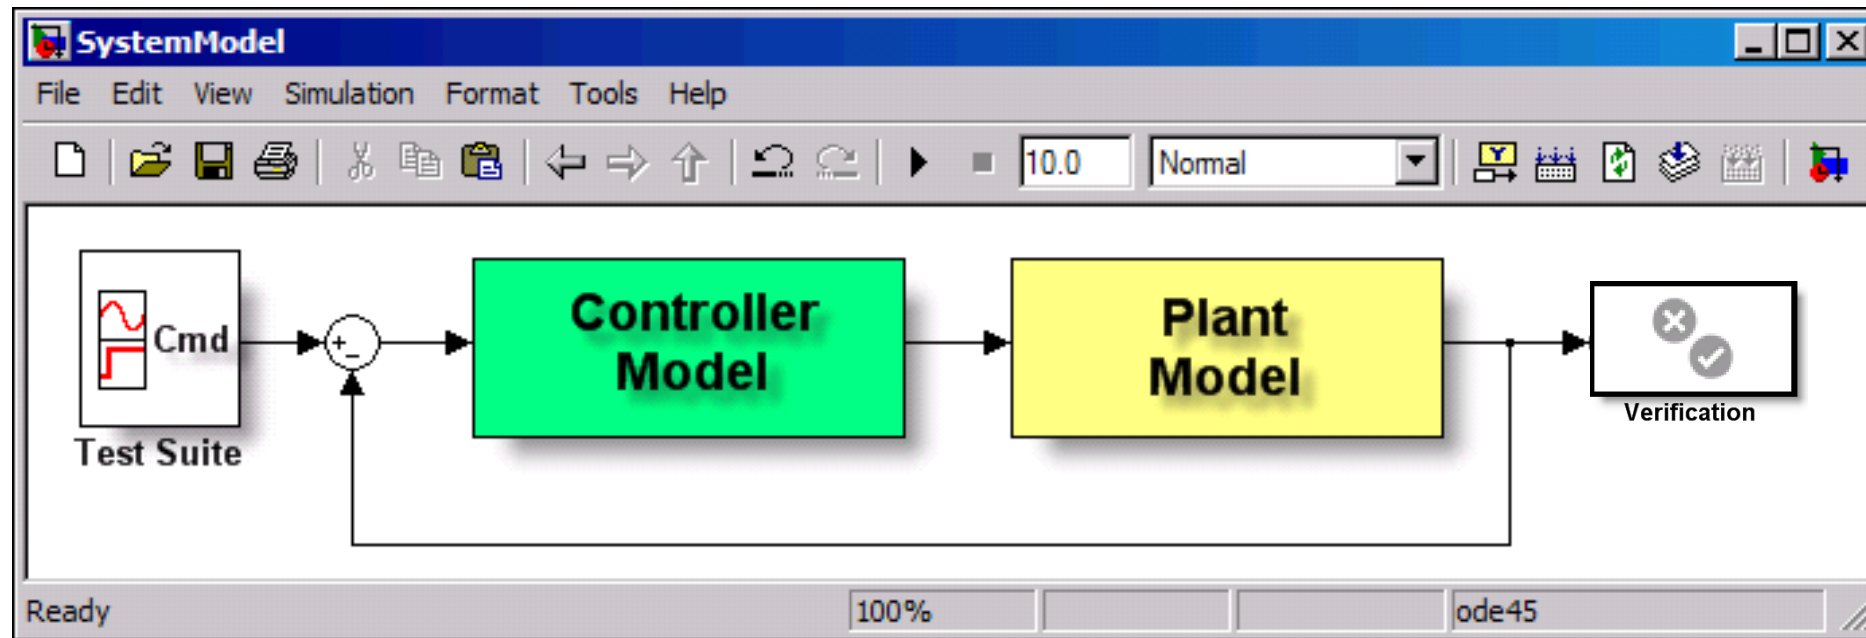 SystemModel
File Edit View Simulation Format Tools Help
10.0 Normal
Cmd
+
−
Test Suite
Controller
Model
Plant
Model
Verification
Ready 100% ode45